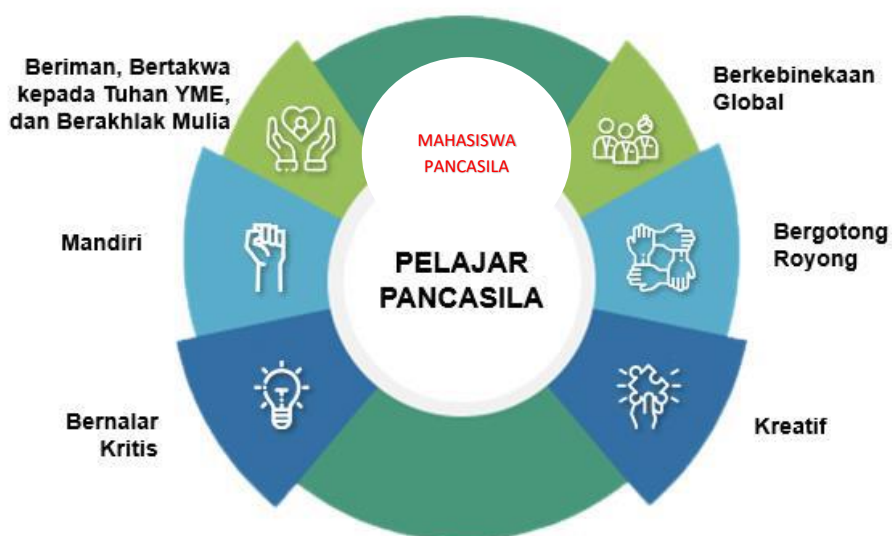 Beriman, Bertakwa
kepada Tuhan YME,
dan Berakhlak Mulia
Berkebinekaan
Global
MAHASISWA
PANCASILA
Mandiri
PELAJAR
PANCASILA
Bergotong
Royong
Bernalar
Kritis
Kreatif